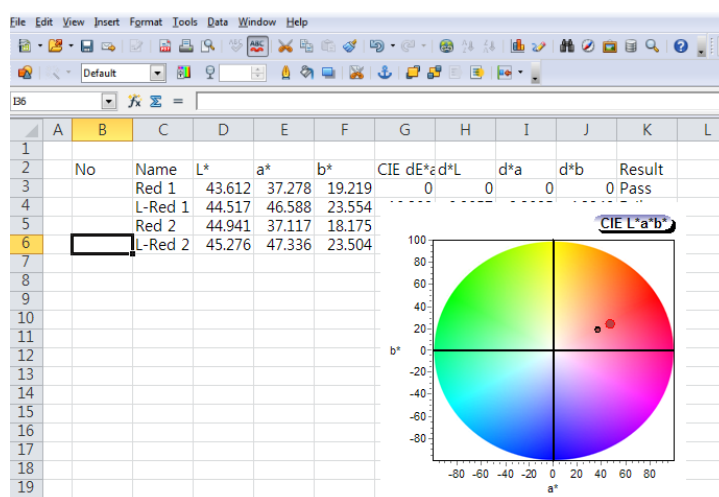 File Edit View Insert Format Tools Data Window Help
Default
B6
A B C D E F G H I J K L
1
2 No Name L* a* b* CIE dE*a d*L d*a d*b Result
3 Red 1 43.612 37.278 19.219 0 0 0 0 Pass
4 L-Red 1 44.517 46.588 23.554
5 Red 2 44.941 37.117 18.175
6 L-Red 2 45.276 47.336 23.504
7
8
9
10
11
12
13
14
15
16
17
18
19
CIE L*a*b*
100
80
60
40
20
b* 0
-20
-40
-60
-80
-80 -60 -40 -20 0 20 40 60 80
a*